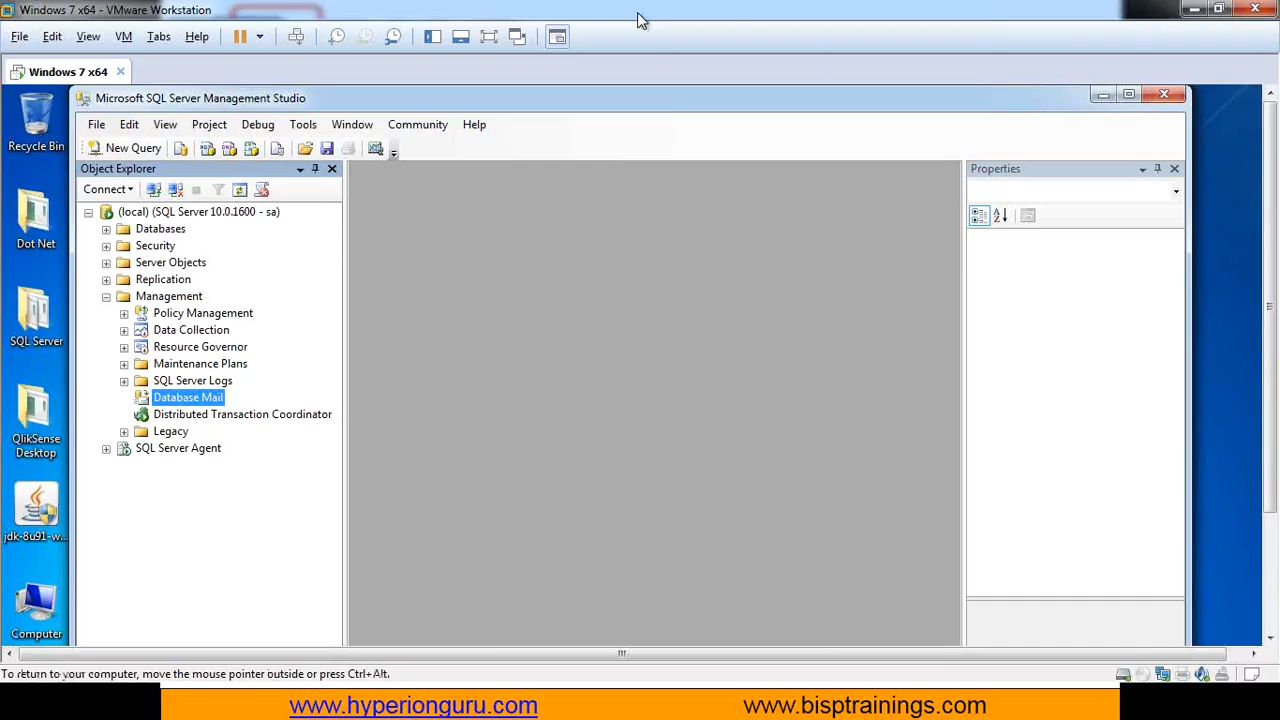 Windows 7 x64 - VMware Workstation
File Edit View VM Tabs Help
Windows 7 x64
Recycle Bin
Dot Net
SQL Server
QlikSense
Desktop
jdk-8u91-w...
Computer
Microsoft SQL Server Management Studio
File Edit View Project Debug Tools Window Community Help
New Query
Object Explorer
Connect
(local) (SQL Server 10.0.1600 - sa)
Databases
Security
Server Objects
Replication
Management
Policy Management
Data Collection
Resource Governor
Maintenance Plans
SQL Server Logs
Database Mail
Distributed Transaction Coordinator
Legacy
SQL Server Agent
Properties
To return to your computer, move the mouse pointer outside or press Ctrl+Alt.
www.hyperionguru.com www.bisptrainings.com